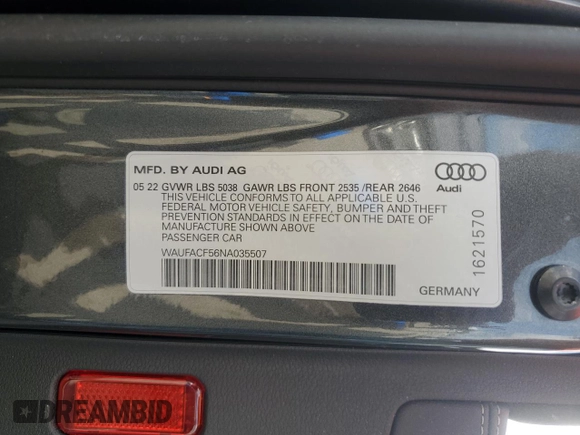 MFD. BY AUDI AG
Audi
05 22 GVWR LBS 5038 GAWR LBS FRONT 2535 /REAR 2646
THIS VEHICLE CONFORMS TO ALL APPLICABLE U.S.
FEDERAL MOTOR VEHICLE SAFETY, BUMPER AND THEFT
PREVENTION STANDARDS IN EFFECT ON THE DATE OF
MANUFACTURE SHOWN ABOVE
PASSENGER CAR
WAUFACF56NA035507
GERMANY
1621570
DREAMBID